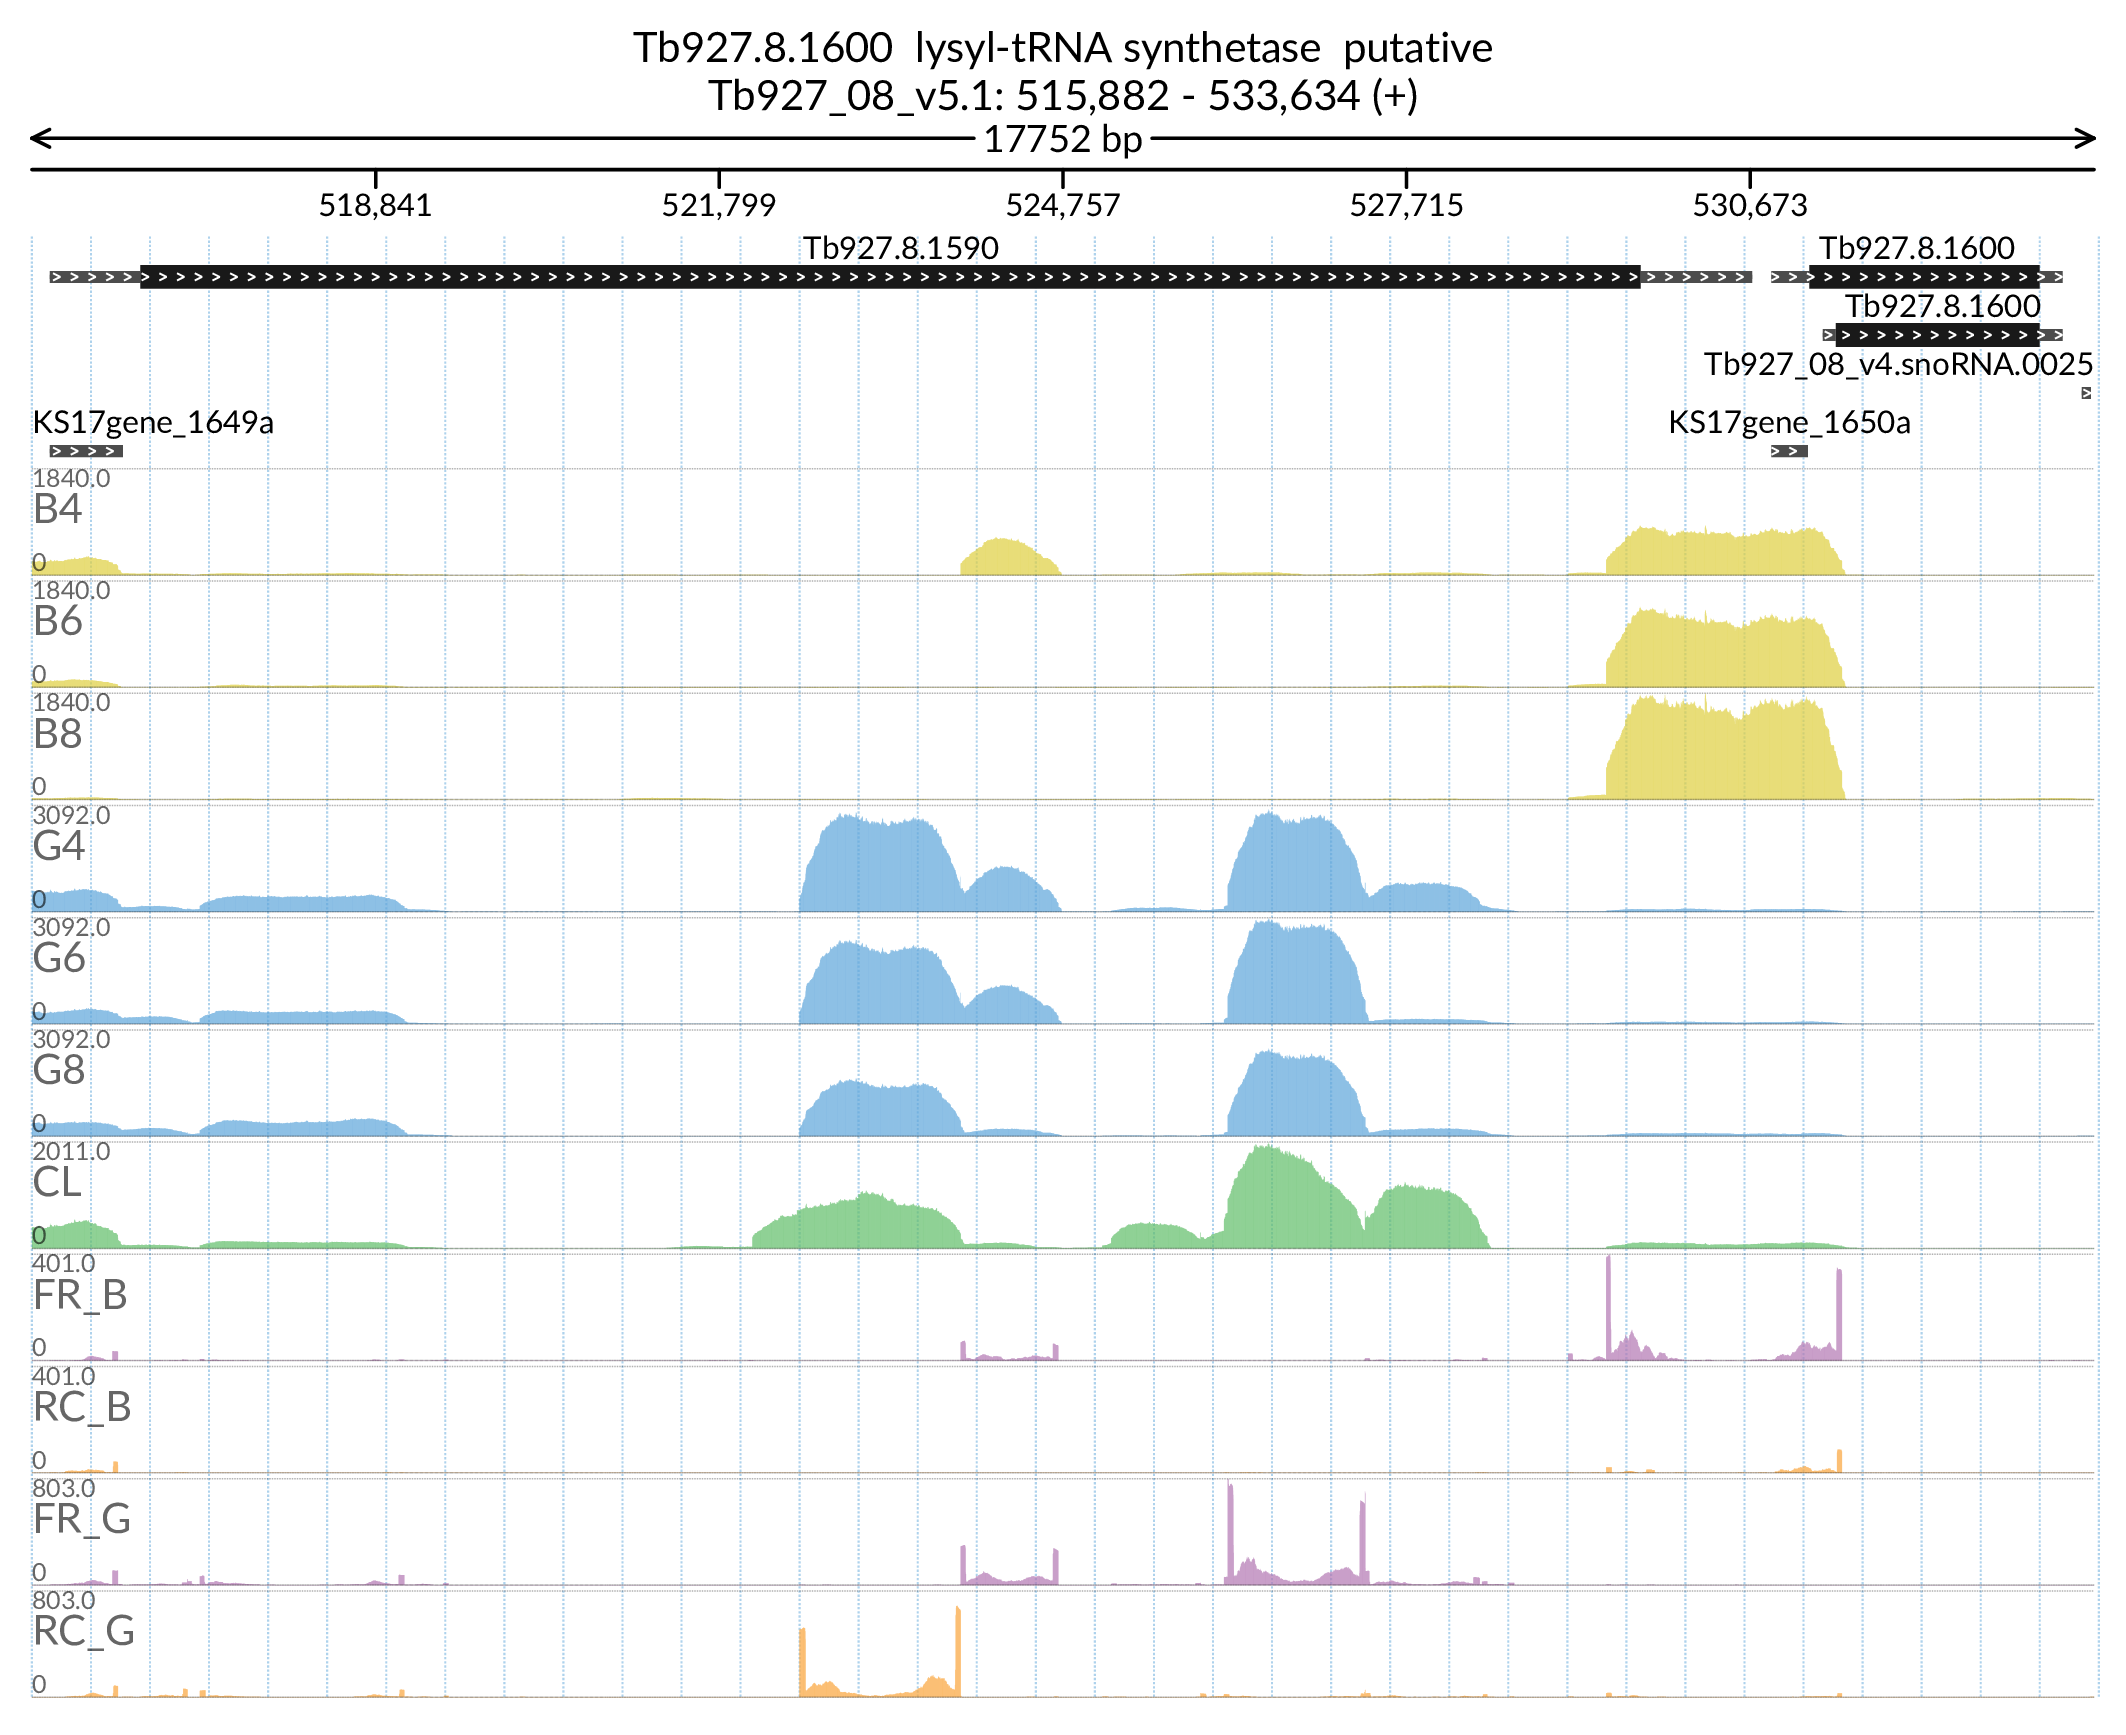 Tb927.8.1600  lysyl-tRNA synthetase  putative
Tb927_08_v5.1: 515,882 - 533,634 (+)
17752 bp
518,841 521,799 524,757 527,715 530,673
Tb927.8.1590 Tb927.8.1600
Tb927.8.1600
Tb927_08_v4.snoRNA.0025
KS17gene_1649a KS17gene_1650a
1840.0
B4
0
1840.0
B6
0
1840.0
B8
0
3092.0
G4
0
3092.0
G6
0
3092.0
G8
0
2011.0
CL
0
401.0
FR_B
0
401.0
RC_B
0
803.0
FR_G
0
803.0
RC_G
0